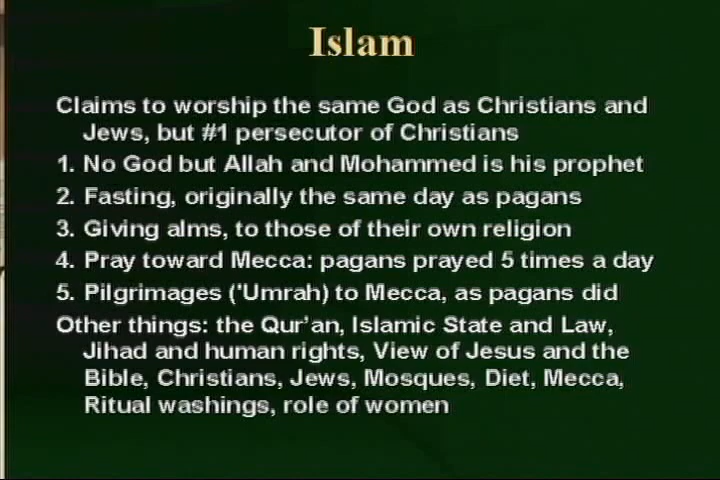 Islam
Claims to worship the same God as Christians and
Jews, but #1 persecutor of Christians
1. No God but Allah and Mohammed is his prophet
2. Fasting, originally the same day as pagans
3. Giving alms, to those of their own religion
4. Pray toward Mecca: pagans prayed 5 times a day
5. Pilgrimages ('Umrah) to Mecca, as pagans did
Other things: the Qur'an, Islamic State and Law,
Jihad and human rights, View of Jesus and the
Bible, Christians, Jews, Mosques, Diet, Mecca,
Ritual washings, role of women